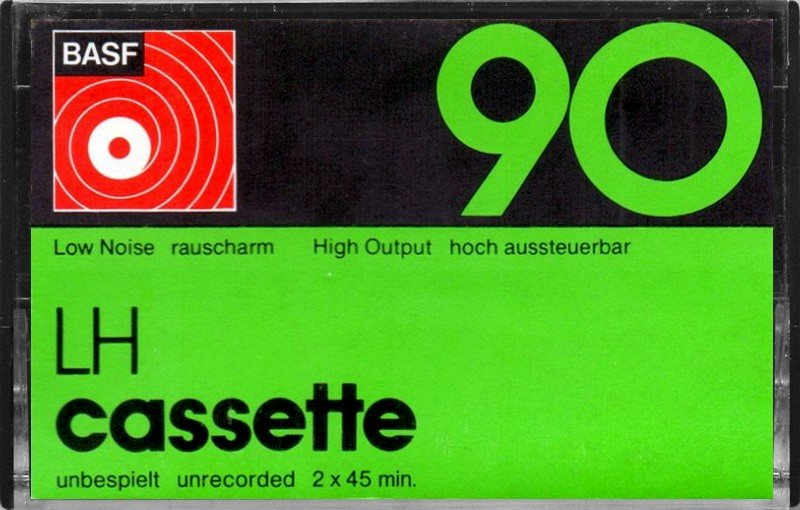 BASF
90
Low Noise rauscharm High Output hoch aussteuerbar
LH
cassette
unbespielt unrecorded 2 x 45 min.